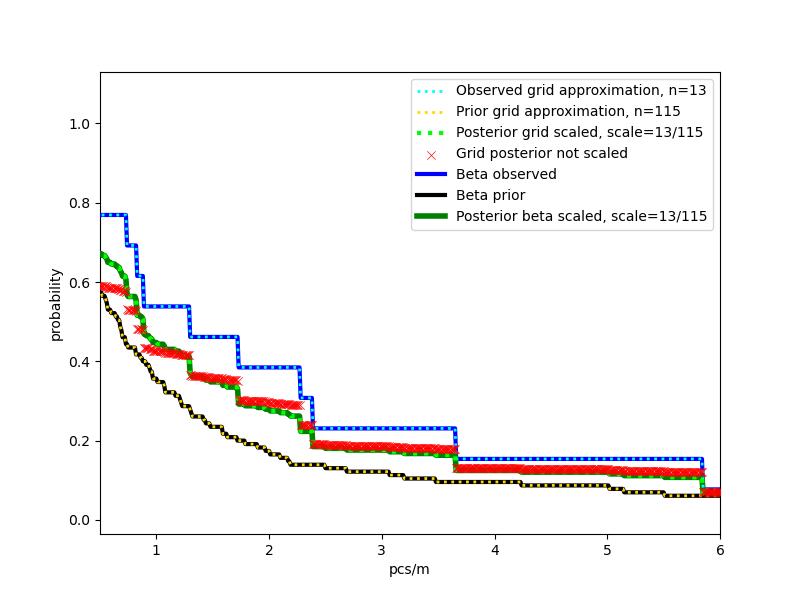 Observed grid approximation, n=13
Prior grid approximation, n=115
Posterior grid scaled, scale=13/115
Grid posterior not scaled
Beta observed
Beta prior
Posterior beta scaled, scale=13/115
1.0
0.8
0.6
0.4
0.2
0.0
probability
1 2 3 4 5 6
pcs/m